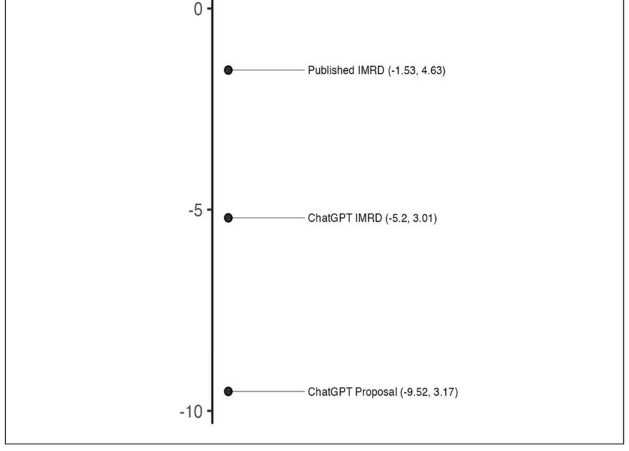 0
Published IMRD (-1.53, 4.63)
-5
ChatGPT IMRD (-5.2, 3.01)
ChatGPT Proposal (-9.52, 3.17)
-10